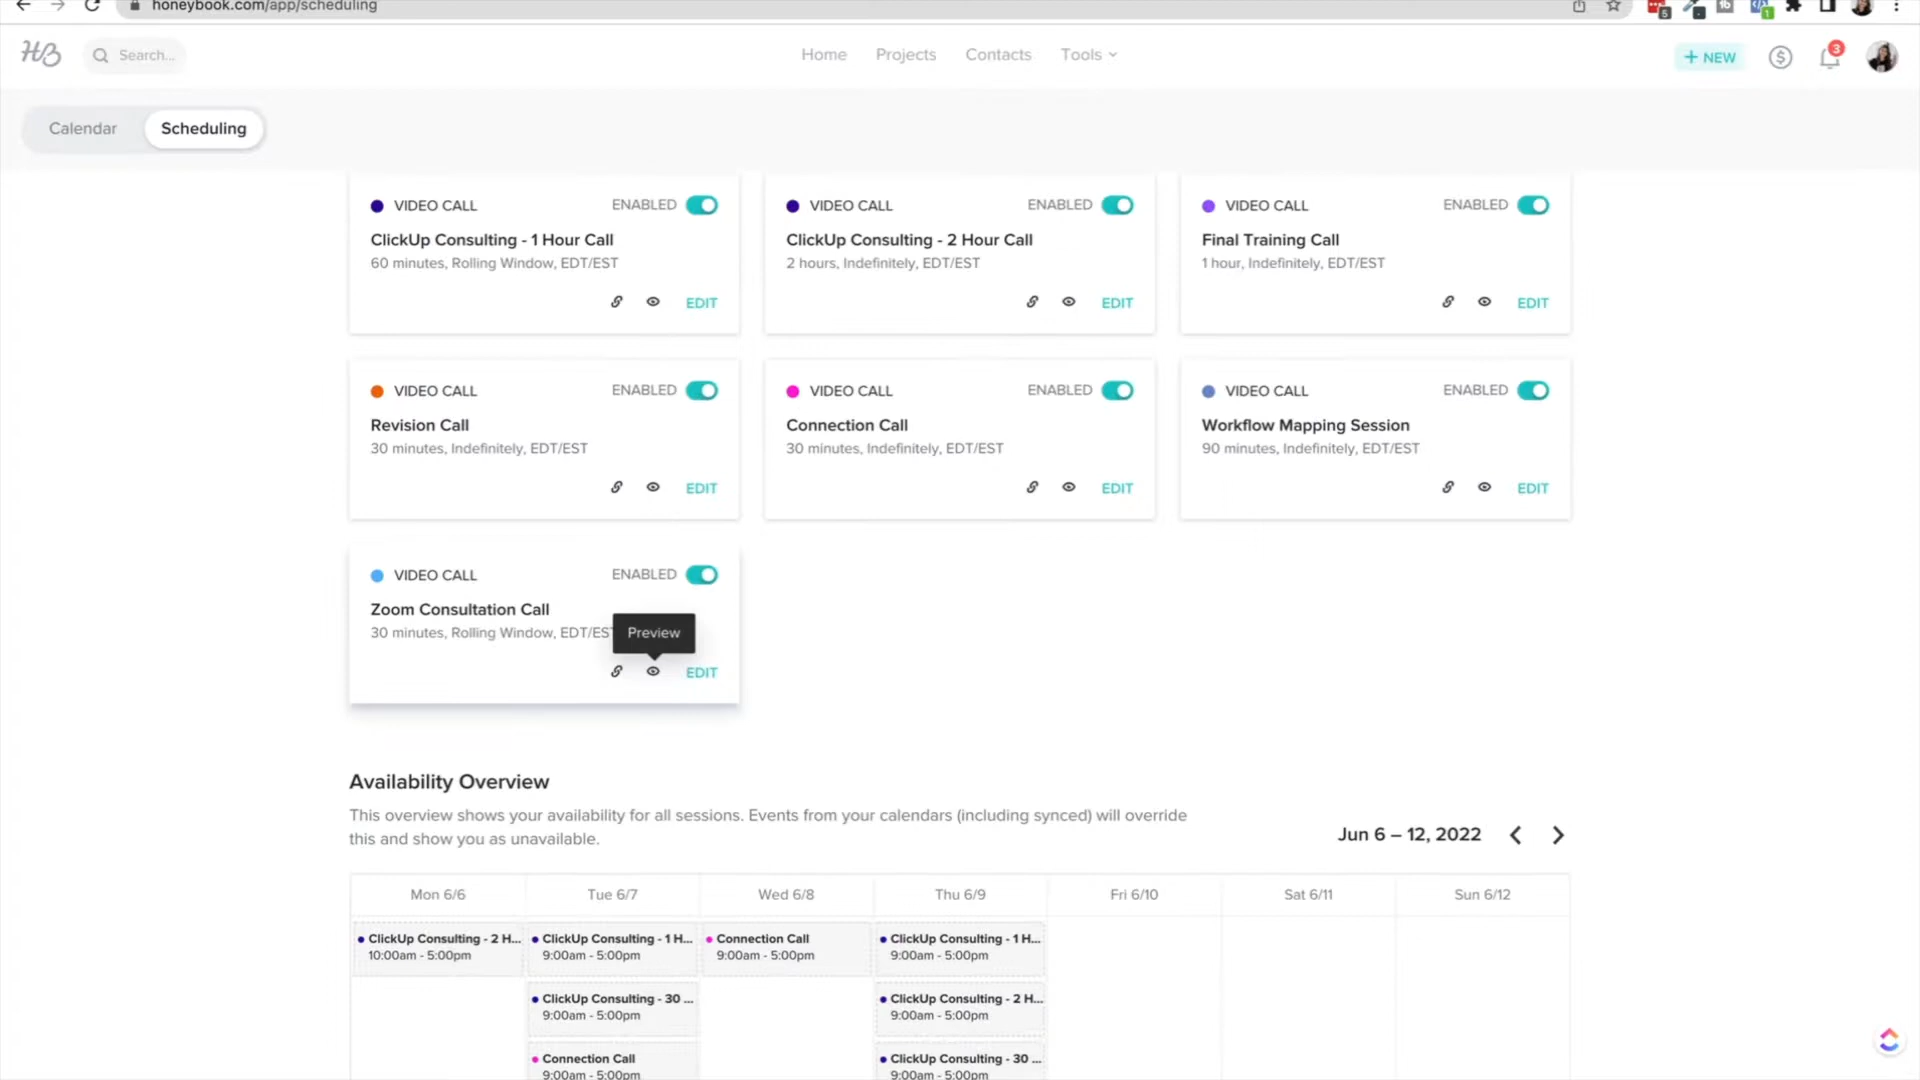 honeybook.com/app/scheduling
5
1
HB
Search...
Home
Projects
Contacts
Tools
+ NEW
$
3
Calendar
Scheduling
VIDEO CALL
ENABLED
ClickUp Consulting - 1 Hour Call
60 minutes, Rolling Window, EDT/EST
EDIT
VIDEO CALL
ENABLED
ClickUp Consulting - 2 Hour Call
2 hours, Indefinitely, EDT/EST
EDIT
VIDEO CALL
ENABLED
Final Training Call
1 hour, Indefinitely, EDT/EST
EDIT
VIDEO CALL
ENABLED
Revision Call
30 minutes, Indefinitely, EDT/EST
EDIT
VIDEO CALL
ENABLED
Connection Call
30 minutes, Indefinitely, EDT/EST
EDIT
VIDEO CALL
ENABLED
Workflow Mapping Session
90 minutes, Indefinitely, EDT/EST
EDIT
VIDEO CALL
ENABLED
Zoom Consultation Call
30 minutes, Rolling Window, EDT/EST
Preview
EDIT
Availability Overview
This overview shows your availability for all sessions. Events from your calendars (including synced) will override
this and show you as unavailable.
Jun 6 – 12, 2022
Mon 6/6
Tue 6/7
Wed 6/8
Thu 6/9
Fri 6/10
Sat 6/11
Sun 6/12
ClickUp Consulting - 2 H...
10:00am - 5:00pm
ClickUp Consulting - 1 H...
9:00am - 5:00pm
Connection Call
9:00am - 5:00pm
ClickUp Consulting - 1 H...
9:00am - 5:00pm
ClickUp Consulting - 30 ...
9:00am - 5:00pm
ClickUp Consulting - 2 H...
9:00am - 5:00pm
Connection Call
9:00am - 5:00pm
ClickUp Consulting - 30 ...
9:00am - 5:00pm